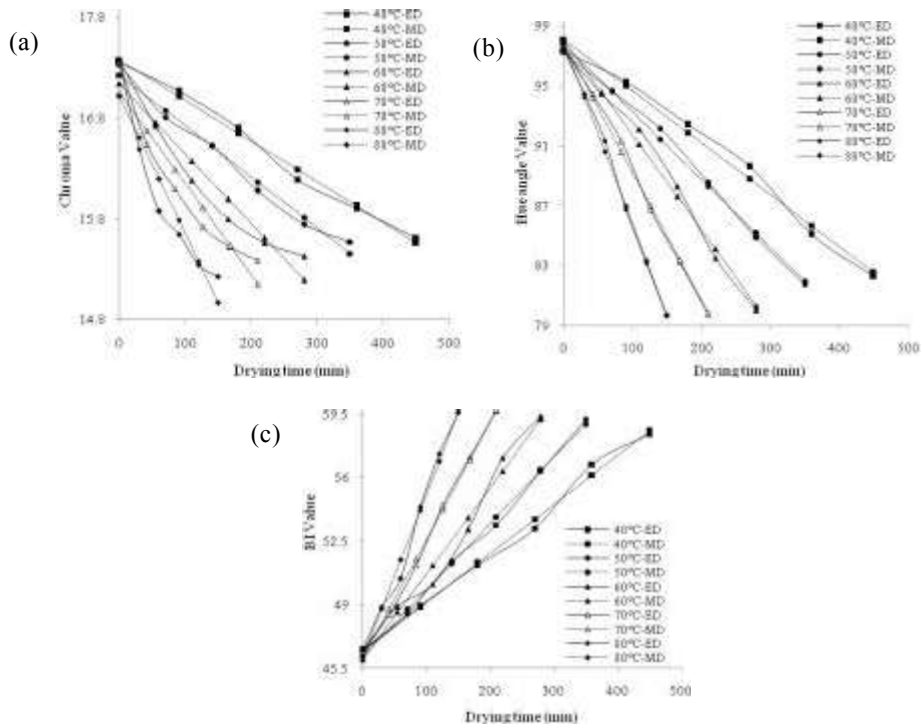 (a)
17.8
16.8
15.8
14.8
Chroma Value
0 100 200 300 400 500
Drying time (min)
40°C-ED
40°C-MD
50°C-ED
50°C-MD
60°C-ED
60°C-MD
70°C-ED
70°C-MD
80°C-ED
80°C-MD
(b)
99
95
91
87
83
79
Hue angle Value
0 100 200 300 400 500
Drying time (min)
40°C-ED
40°C-MD
50°C-ED
50°C-MD
60°C-ED
60°C-MD
70°C-ED
70°C-MD
80°C-ED
80°C-MD
(c)
59.5
56
52.5
49
45.5
BI Value
0 100 200 300 400 500
Drying time (min)
40°C-ED
40°C-MD
50°C-ED
50°C-MD
60°C-ED
60°C-MD
70°C-ED
70°C-MD
80°C-ED
80°C-MD